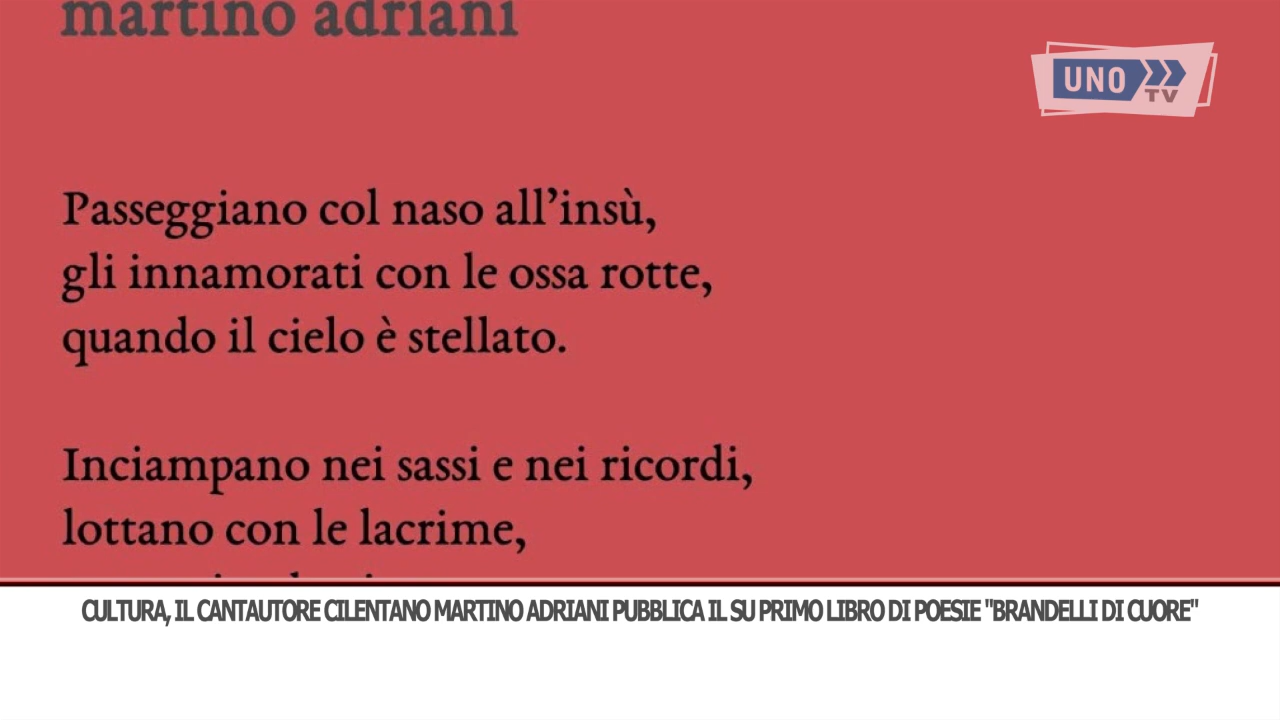 martino adriani
UNO
TV
Passeggiano col naso all’insù,
gli innamorati con le ossa rotte,
quando il cielo è stellato.
Inciampano nei sassi e nei ricordi,
lottano con le lacrime,
CULTURA, IL CANTAUTORE CILENTANO MARTINO ADRIANI PUBBLICA IL SU PRIMO LIBRO DI POESIE "BRANDELLI DI CUORE"